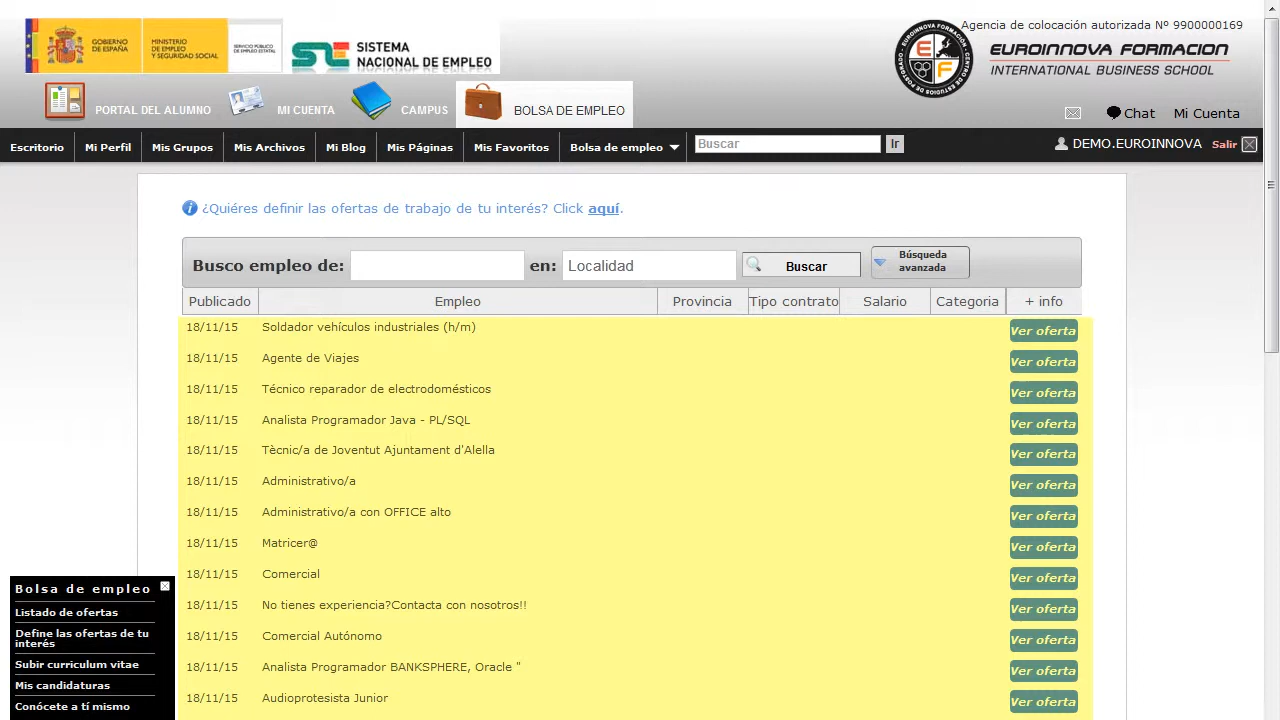 GOBIERNO DE ESPAÑA
MINISTERIO DE EMPLEO Y SEGURIDAD SOCIAL
SERVICIO PÚBLICO DE EMPLEO ESTATAL
SISTEMA NACIONAL DE EMPLEO
Agencia de colocación autorizada Nº 9900000169
EUROINNOVA FORMACIÓN
INTERNATIONAL BUSINESS SCHOOL
PORTAL DEL ALUMNO
MI CUENTA
CAMPUS
BOLSA DE EMPLEO
Chat
Mi Cuenta
Escritorio
Mi Perfil
Mis Grupos
Mis Archivos
Mi Blog
Mis Páginas
Mis Favoritos
Bolsa de empleo
Buscar
Ir
DEMO.EUROINNOVA
Salir
¿Quiéres definir las ofertas de trabajo de tu interés? Click aquí.
Busco empleo de:
en:
Localidad
Buscar
Búsqueda avanzada
Publicado Empleo Provincia Tipo contrato Salario Categoria + info
18/11/15 Soldador vehículos industriales (h/m) Ver oferta
18/11/15 Agente de Viajes Ver oferta
18/11/15 Técnico reparador de electrodomésticos Ver oferta
18/11/15 Analista Programador Java - PL/SQL Ver oferta
18/11/15 Tècnic/a de Joventut Ajuntament d'Alella Ver oferta
18/11/15 Administrativo/a Ver oferta
18/11/15 Administrativo/a con OFFICE alto Ver oferta
18/11/15 Matricer@ Ver oferta
18/11/15 Comercial Ver oferta
18/11/15 No tienes experiencia?Contacta con nosotros!! Ver oferta
18/11/15 Comercial Autónomo Ver oferta
18/11/15 Analista Programador BANKSPHERE, Oracle " Ver oferta
18/11/15 Audioprotesista Junior Ver oferta
Bolsa de empleo
Listado de ofertas
Define las ofertas de tu
interés
Subir curriculum vitae
Mis candidaturas
Conócete a tí mismo